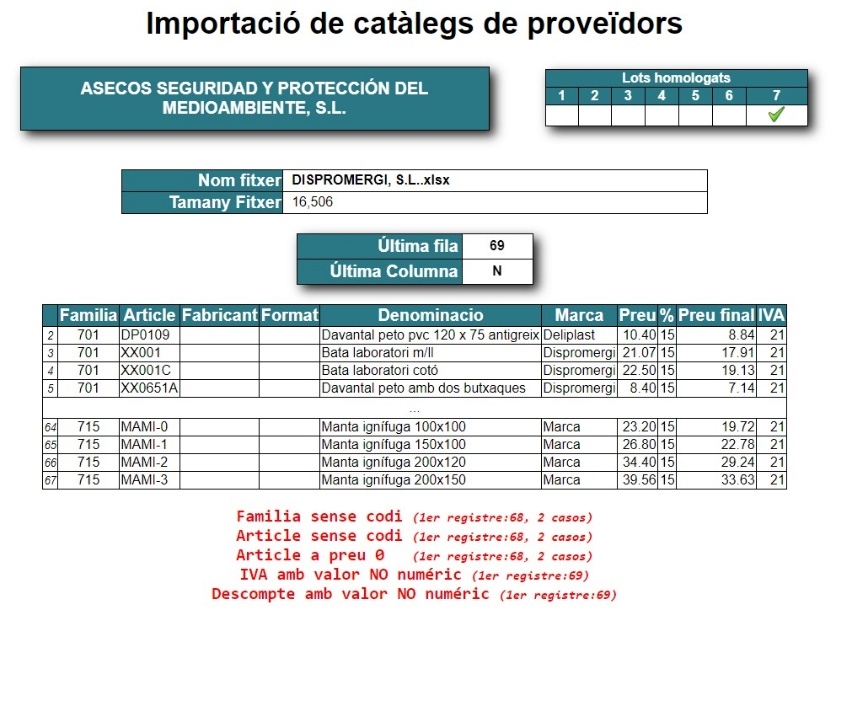 Importació de catàlegs de proveïdors
ASECOS SEGURIDAD Y PROTECCIÓN DEL
MEDIOAMBIENTE, S.L.
Lots homologats
1 2 3 4 5 6 7
Nom fitxer DISPROMERGI, S.L..xlsx
Tamany Fitxer 16,506
Última fila 69
Última Columna N
Familia Article Fabricant Format Denominacio Marca Preu % Preu final IVA
2 701 DP0109 Davantal peto pvc 120 x 75 antigreix Deliplast 10.40 15 8.84 21
3 701 XX001 Bata laboratori m/ll Dispromergi 21.07 15 17.91 21
4 701 XX001C Bata laboratori cotó Dispromergi 22.50 15 19.13 21
5 701 XX0651A Davantal peto amb dos butxaques Dispromergi 8.40 15 7.14 21
...
64 715 MAMI-0 Manta ignífuga 100x100 Marca 23.20 15 19.72 21
65 715 MAMI-1 Manta ignífuga 150x100 Marca 26.80 15 22.78 21
66 715 MAMI-2 Manta ignífuga 200x120 Marca 34.40 15 29.24 21
67 715 MAMI-3 Manta ignífuga 200x150 Marca 39.56 15 33.63 21
Familia sense codi (1er registre:68, 2 casos)
Article sense codi (1er registre:68, 2 casos)
Article a preu 0 (1er registre:68, 2 casos)
IVA amb valor NO numéric (1er registre:69)
Descompte amb valor NO numéric (1er registre:69)